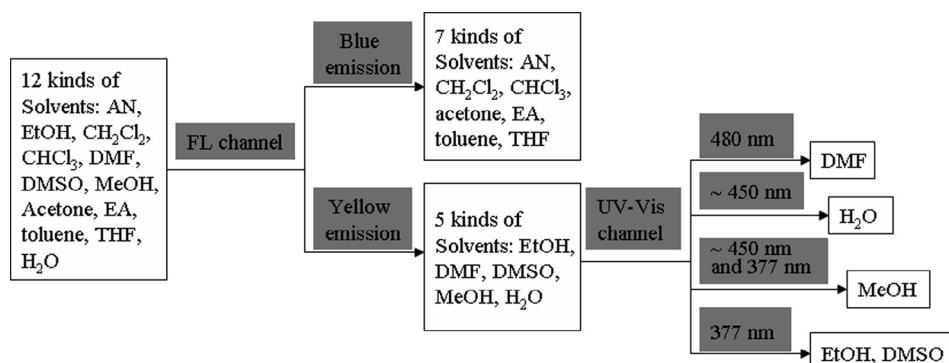 12 kinds of
Solvents: AN,
EtOH, CH₂Cl₂,
CHCl₃, DMF,
DMSO, MeOH,
Acetone, EA,
toluene, THF,
H₂O
FL channel
Blue
emission
7 kinds of
Solvents: AN,
CH₂Cl₂, CHCl₃,
acetone, EA,
toluene, THF
Yellow
emission
5 kinds of
Solvents: EtOH,
DMF, DMSO,
MeOH, H₂O
UV-Vis
channel
480 nm
DMF
~ 450 nm
H₂O
~ 450 nm
and 377 nm
MeOH
377 nm
EtOH, DMSO